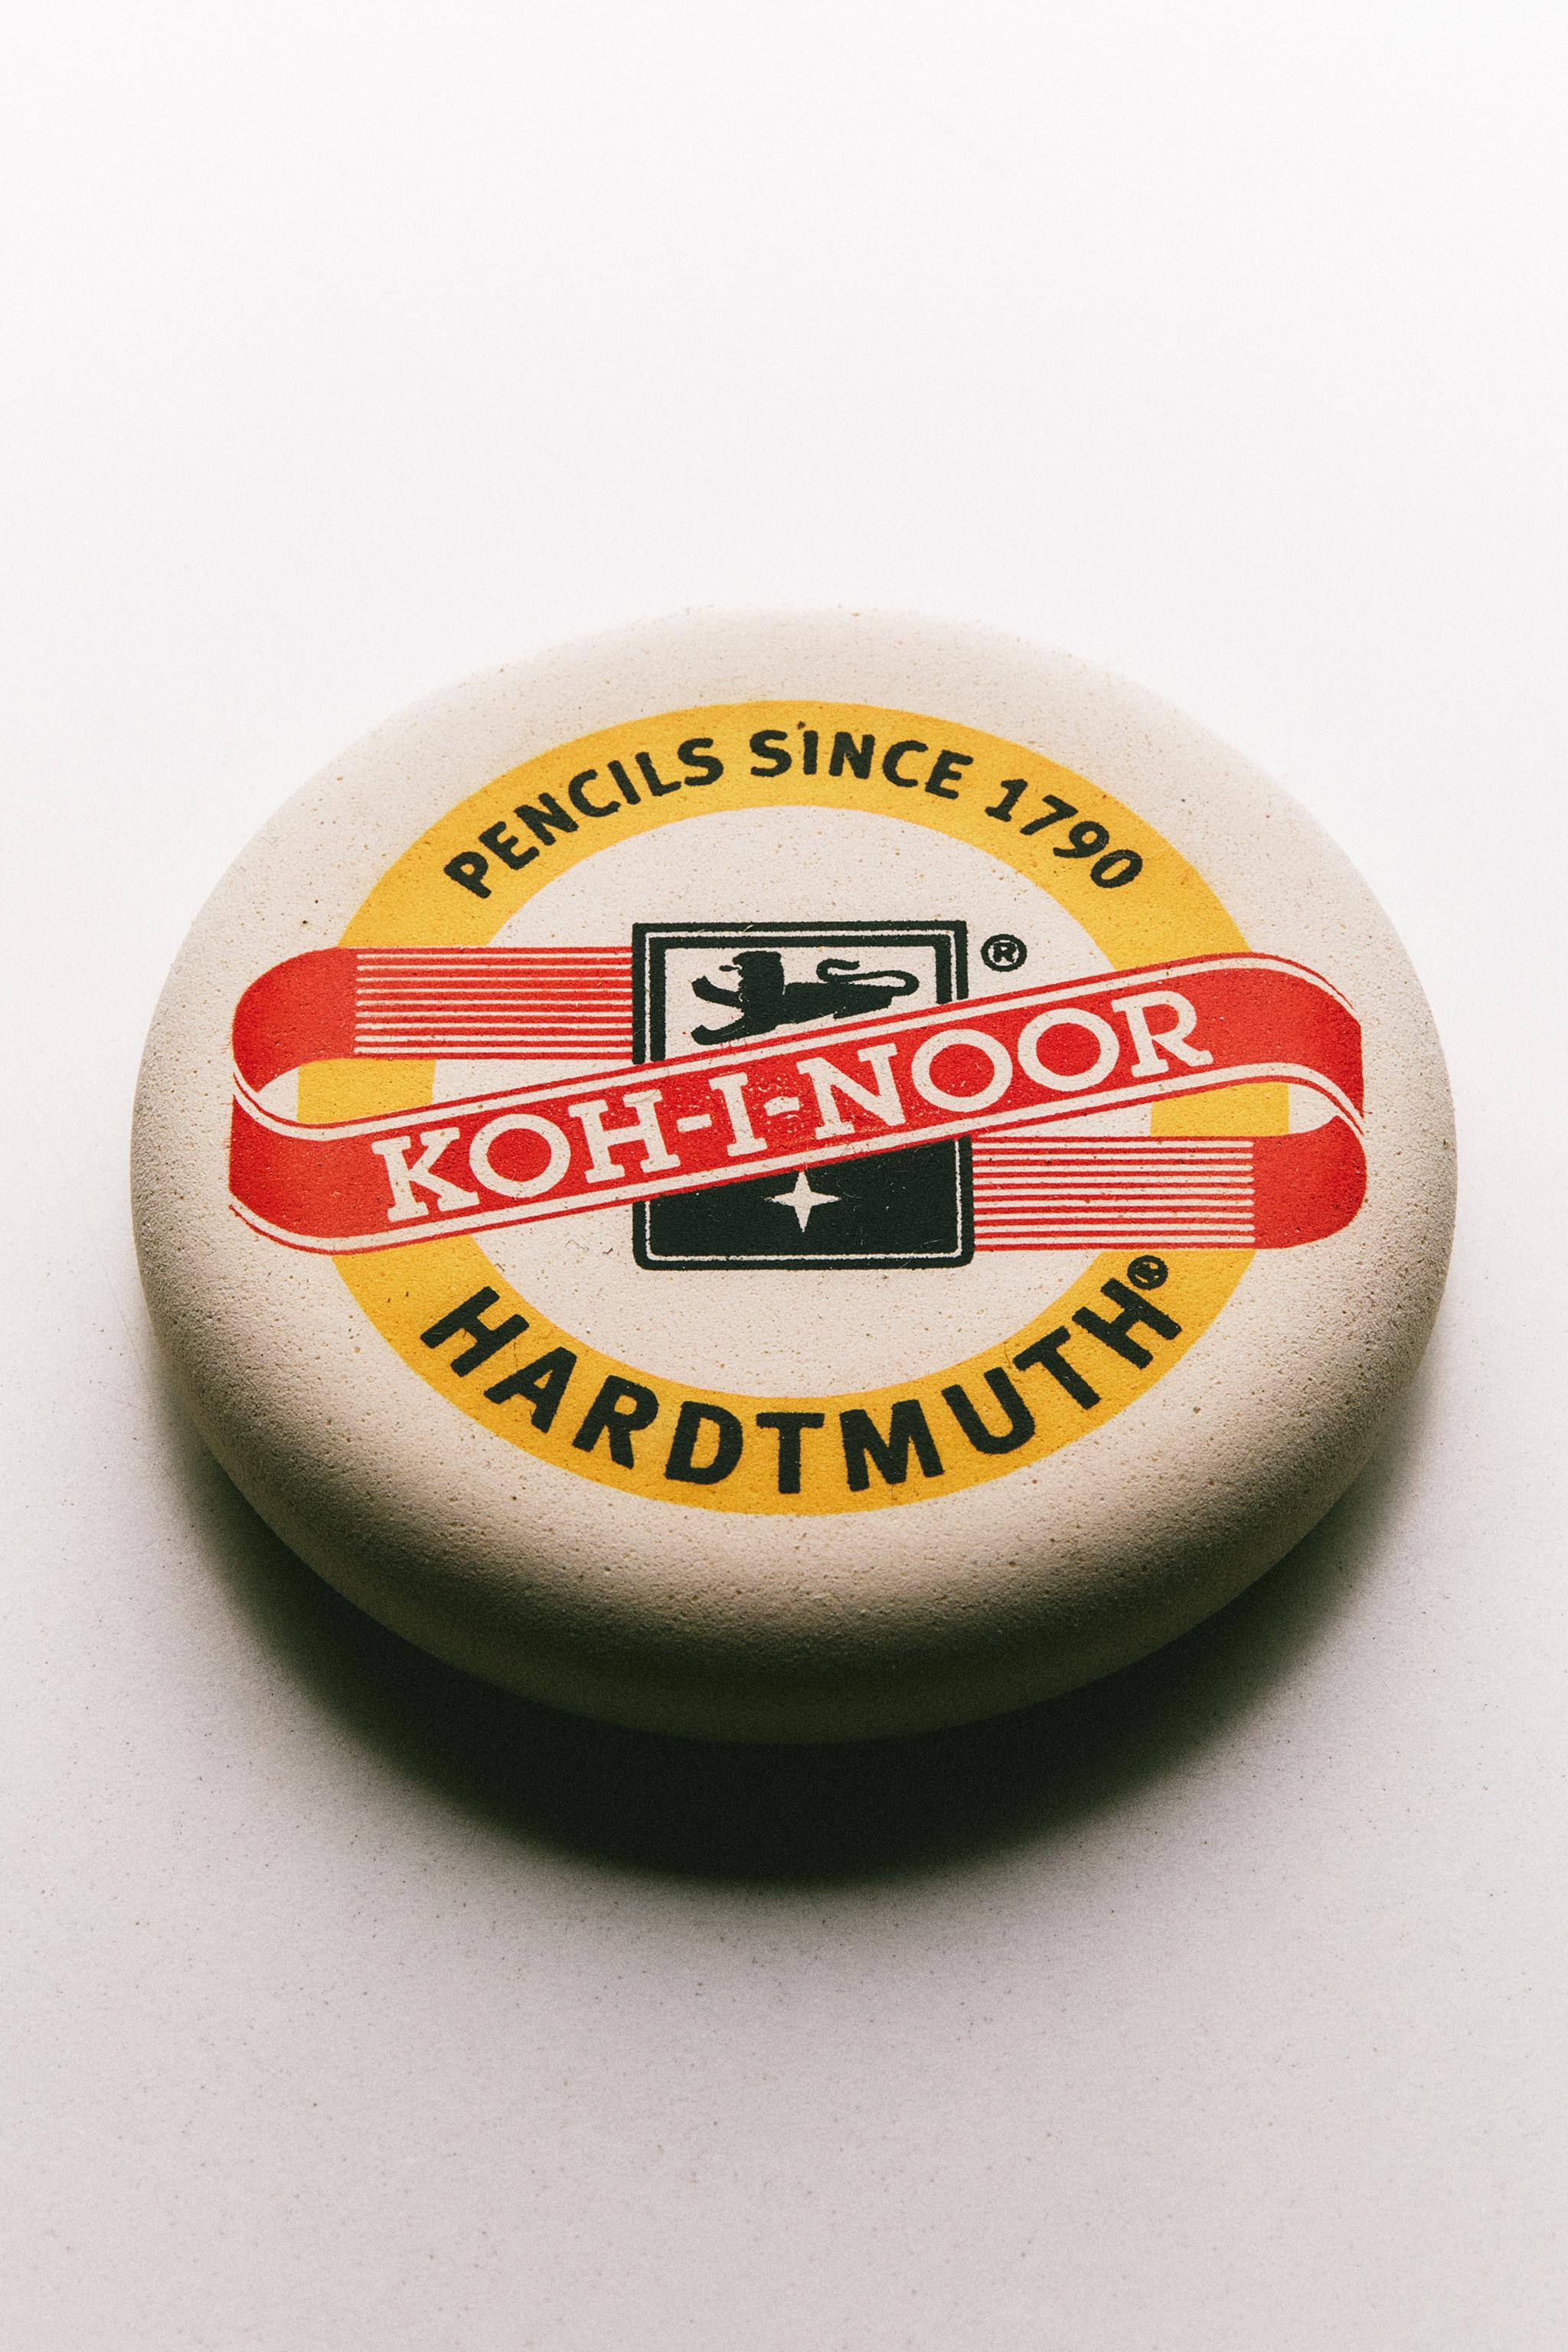 PENCILS SINCE 1790
®
KOH-I-NOOR
HARDTMUTH®